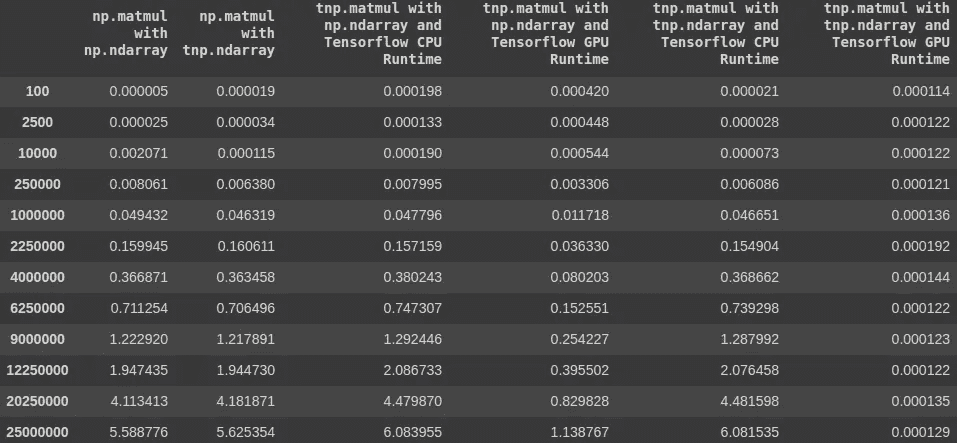 np.matmul with np.ndarray	np.matmul with tnp.ndarray	tnp.matmul with np.ndarray and Tensorflow CPU Runtime	tnp.matmul with np.ndarray and Tensorflow GPU Runtime	tnp.matmul with tnp.ndarray and Tensorflow CPU Runtime	tnp.matmul with tnp.ndarray and Tensorflow GPU Runtime
100	0.000005	0.000019	0.000198	0.000420	0.000021	0.000114
2500	0.000025	0.000034	0.000133	0.000448	0.000028	0.000122
10000	0.002071	0.000115	0.000190	0.000544	0.000073	0.000122
250000	0.008061	0.006380	0.007995	0.003306	0.006086	0.000121
1000000	0.049432	0.046319	0.047796	0.011718	0.046651	0.000136
2250000	0.159945	0.160611	0.157159	0.036330	0.154904	0.000192
4000000	0.366871	0.363458	0.380243	0.080203	0.368662	0.000144
6250000	0.711254	0.706496	0.747307	0.152551	0.739298	0.000122
9000000	1.222920	1.217891	1.292446	0.254227	1.287992	0.000123
12250000	1.947435	1.944730	2.086733	0.395502	2.076458	0.000122
20250000	4.113413	4.181871	4.479870	0.829828	4.481598	0.000135
25000000	5.588776	5.625354	6.083955	1.138767	6.081535	0.000129